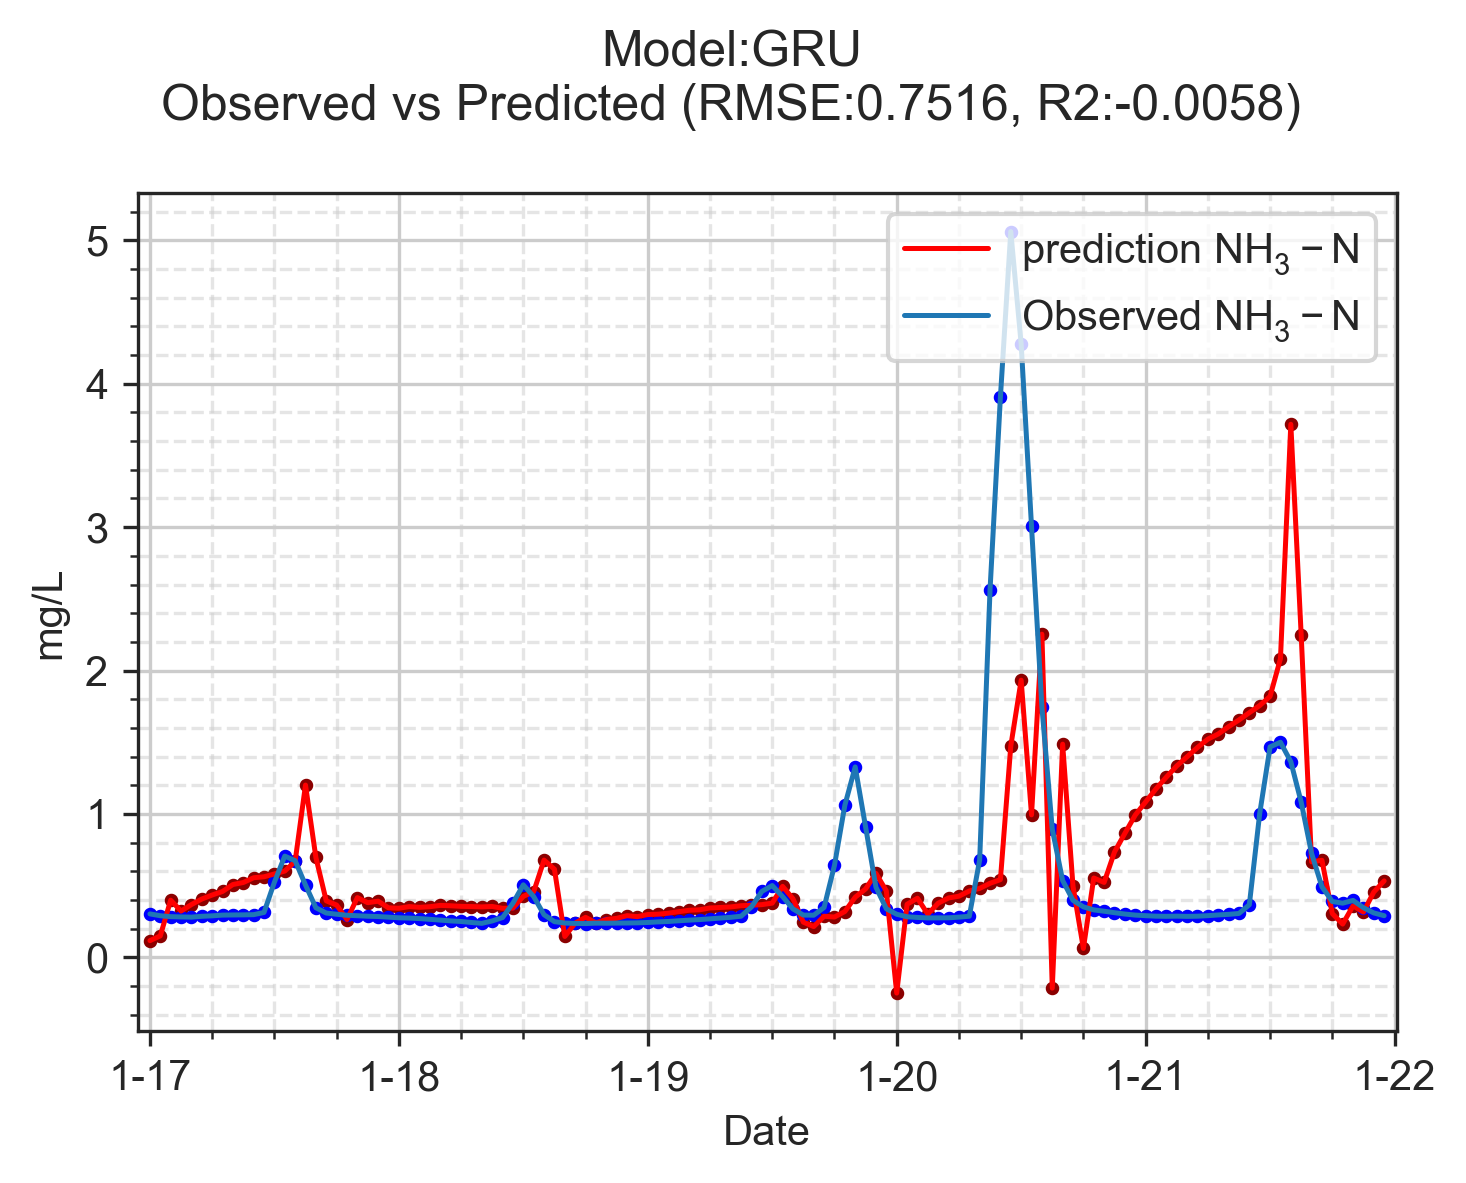 Model:GRU
Observed vs Predicted (RMSE:0.7516, R2:-0.0058)
prediction NH₃ − N
Observed NH₃ − N
5
4
3
2
1
0
mg/L
1-17 1-18 1-19 1-20 1-21 1-22
Date